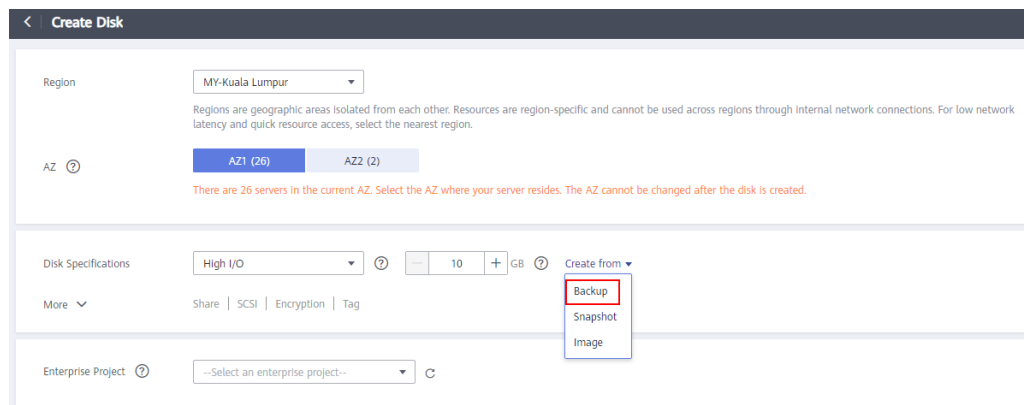 Create Disk
Region
MY-Kuala Lumpur
Regions are geographic areas isolated from each other. Resources are region-specific and cannot be used across regions through internal network connections. For low network
latency and quick resource access, select the nearest region.
AZ ?
AZ1 (26) AZ2 (2)
There are 26 servers in the current AZ. Select the AZ where your server resides. The AZ cannot be changed after the disk is created.
Disk Specifications High I/O ? — 10 + GB ? Create from
Backup
Snapshot
Image
More Share | SCSI | Encryption | Tag
Enterprise Project ? --Select an enterprise project--